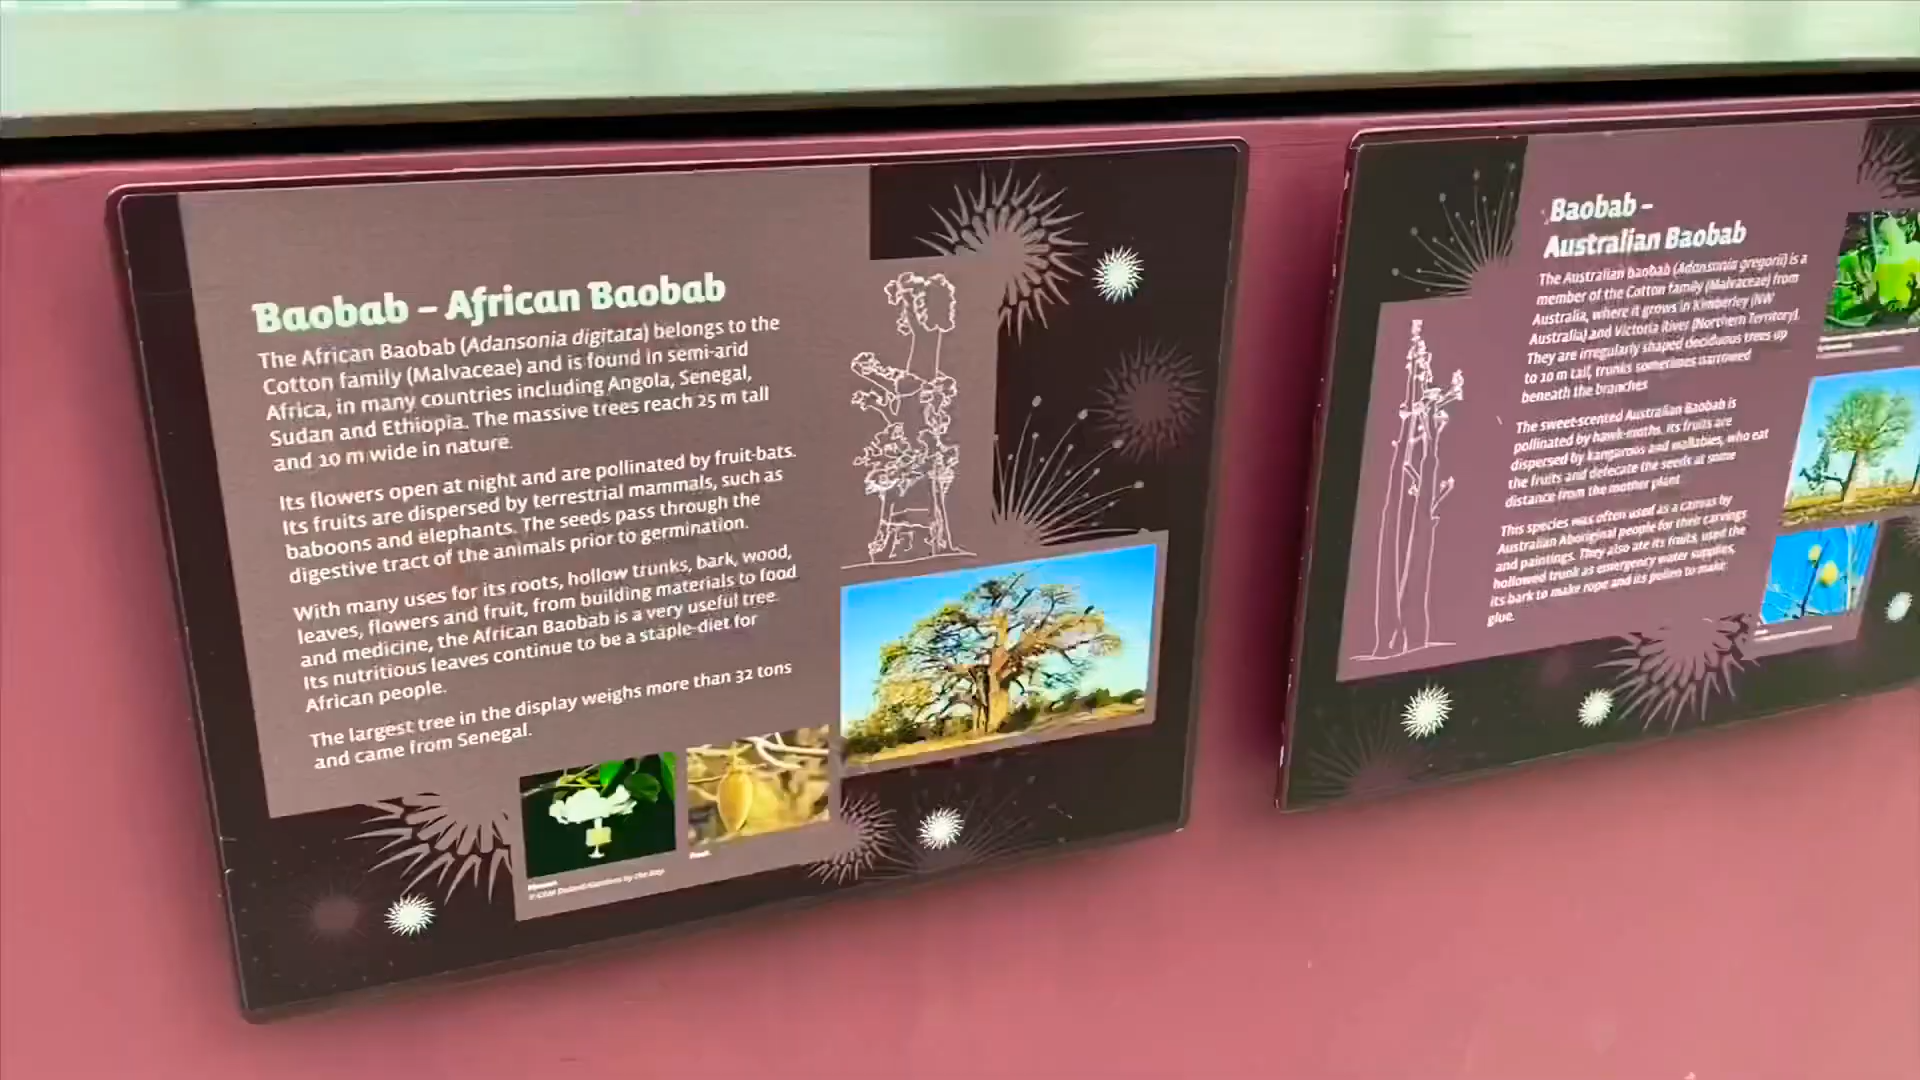 Baobab – African Baobab
The African Baobab (Adansonia digitata) belongs to the
Cotton family (Malvaceae) and is found in semi-arid
Africa, in many countries including Angola, Senegal,
Sudan and Ethiopia. The massive trees reach 25 m tall
and 10 m wide in nature.
Its flowers open at night and are pollinated by fruit-bats.
Its fruits are dispersed by terrestrial mammals, such as
baboons and elephants. The seeds pass through the
digestive tract of the animals prior to germination.
With many uses for its roots, hollow trunks, bark, wood,
leaves, flowers and fruit, from building materials to food
and medicine, the African Baobab is a very useful tree.
Its nutritious leaves continue to be a staple-diet for
African people.
The largest tree in the display weighs more than 32 tons
and came from Senegal.
Baobab –
Australian Baobab
The Australian baobab (Adansonia gregorii) is a
member of the Cotton family (Malvaceae) from
Australia, where it grows in Kimberley (NW
Australia) and Victoria River (Northern Territory).
They are irregularly shaped deciduous trees up
to 10 m tall, trunks sometimes narrowed
beneath the branches
The sweet-scented Australian Baobab is
pollinated by hawk-moths. Its fruits are
dispersed by kangaroos and wallabies, who eat
the fruits and defecate the seeds at some
distance from the mother plant
This species was often used as a canvas by
Australian Aboriginal people for their carvings
and paintings. They also ate its fruits, used the
hollowed trunk as emergency water supplies,
its bark to make rope and its pollen to make
glue.